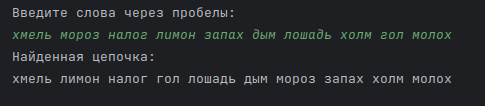 Введите слова через пробелы:
хмель мороз налог лимон запах дым лошадь холм гол молох
Найденная цепочка:
хмель лимон налог гол лошадь дым мороз запах холм молох